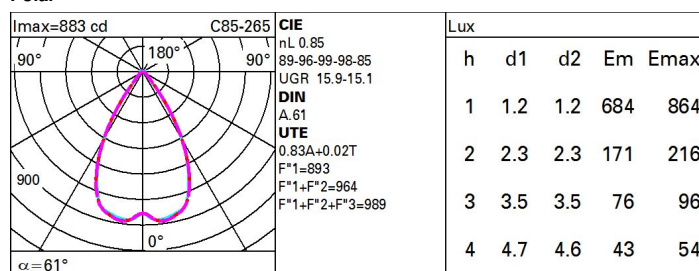 Imax=883 cd C85-265
90° 180° 90°
900
0°
α=61°
CIE
nL 0.85
89-96-99-98-85
UGR 15.9-15.1
DIN
A.61
UTE
0.83A+0.02T
F"1=893
F"1+F"2=964
F"1+F"2+F"3=989
Lux
h d1 d2 Em Emax
1 1.2 1.2 684 864
2 2.3 2.3 171 216
3 3.5 3.5 76 96
4 4.7 4.6 43 54